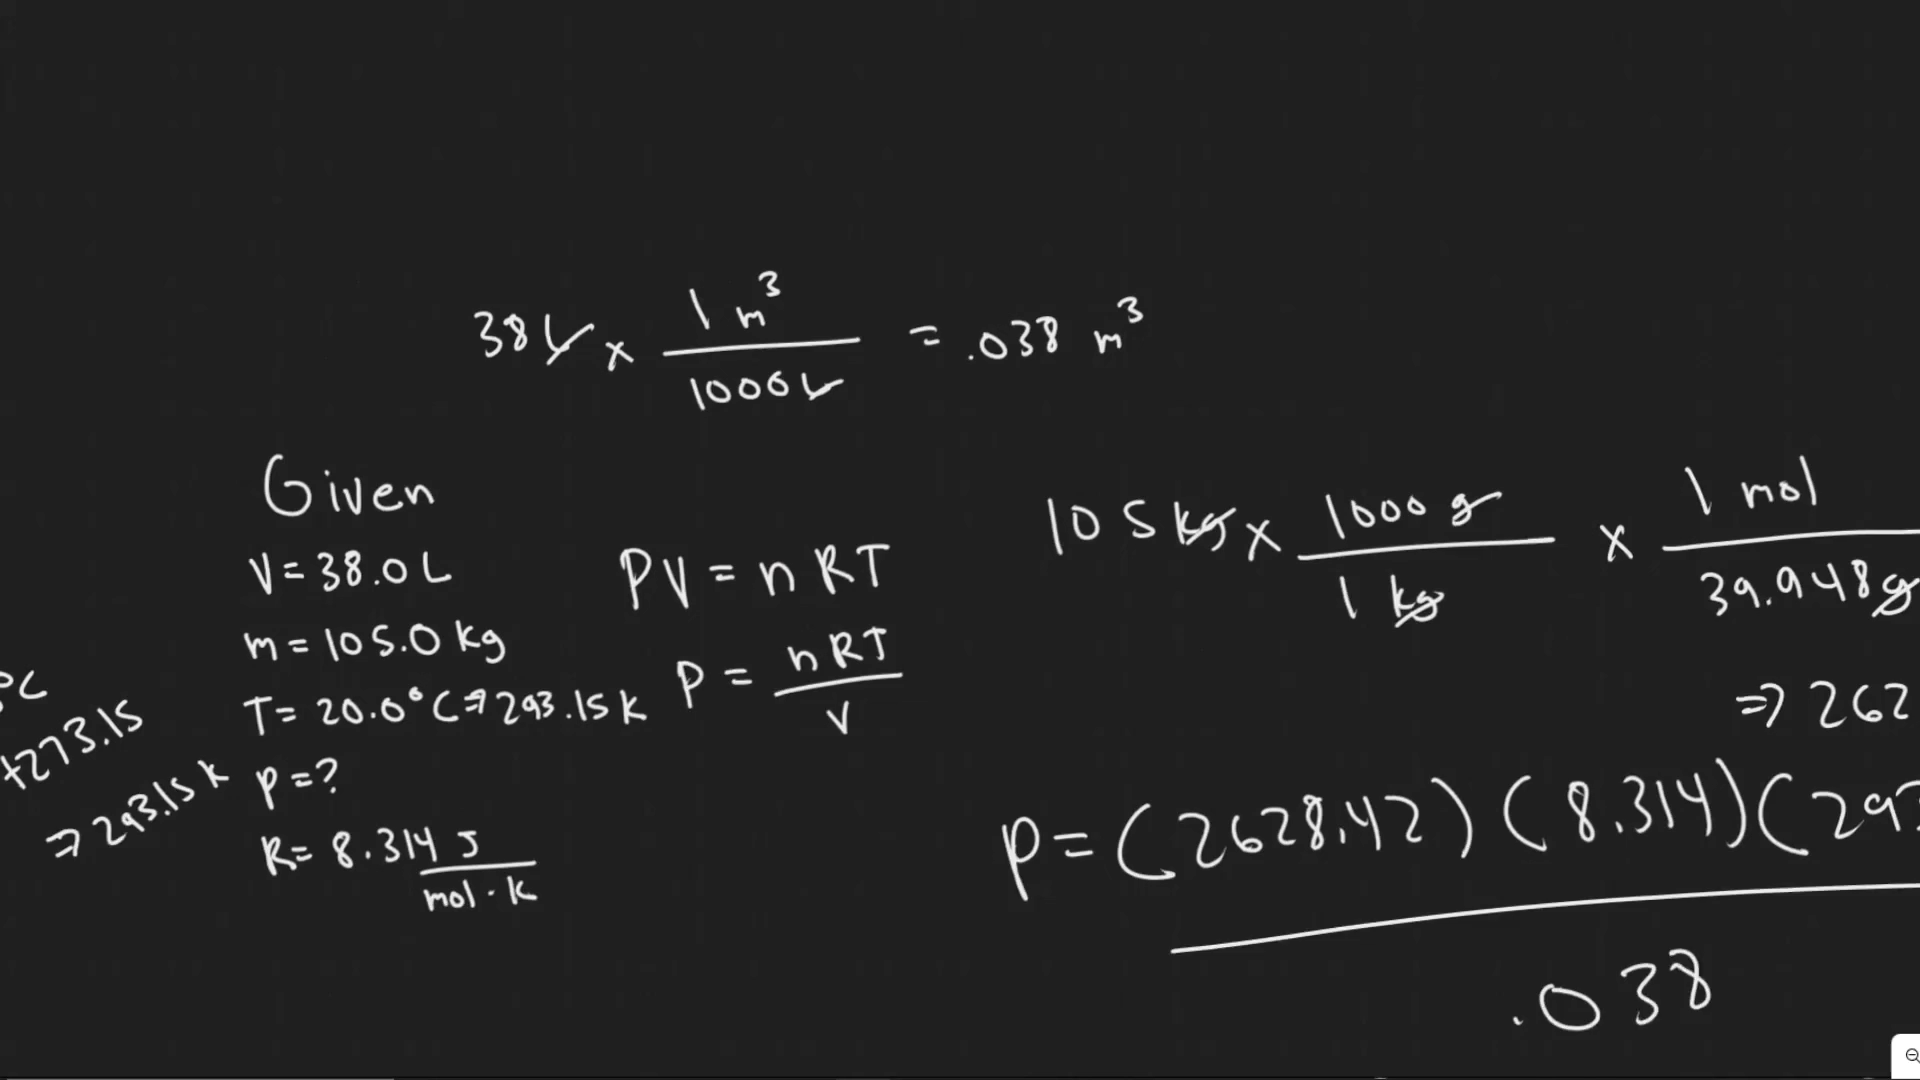 38 L x 1 m³ / 1000 L = .038 m³
Given
V = 38.0 L
m = 105.0 kg
T = 20.0°C ⇒ 293.15 K
P = ?
R = 8.314 J / mol · K
°C
+273.15
⇒ 293.15 K
PV = nRT
P = nRT / V
105 kg x 1000 g / 1 kg x 1 mol / 39.948 g
⇒ 262
P = (2628.42) (8.314) (293 / .038